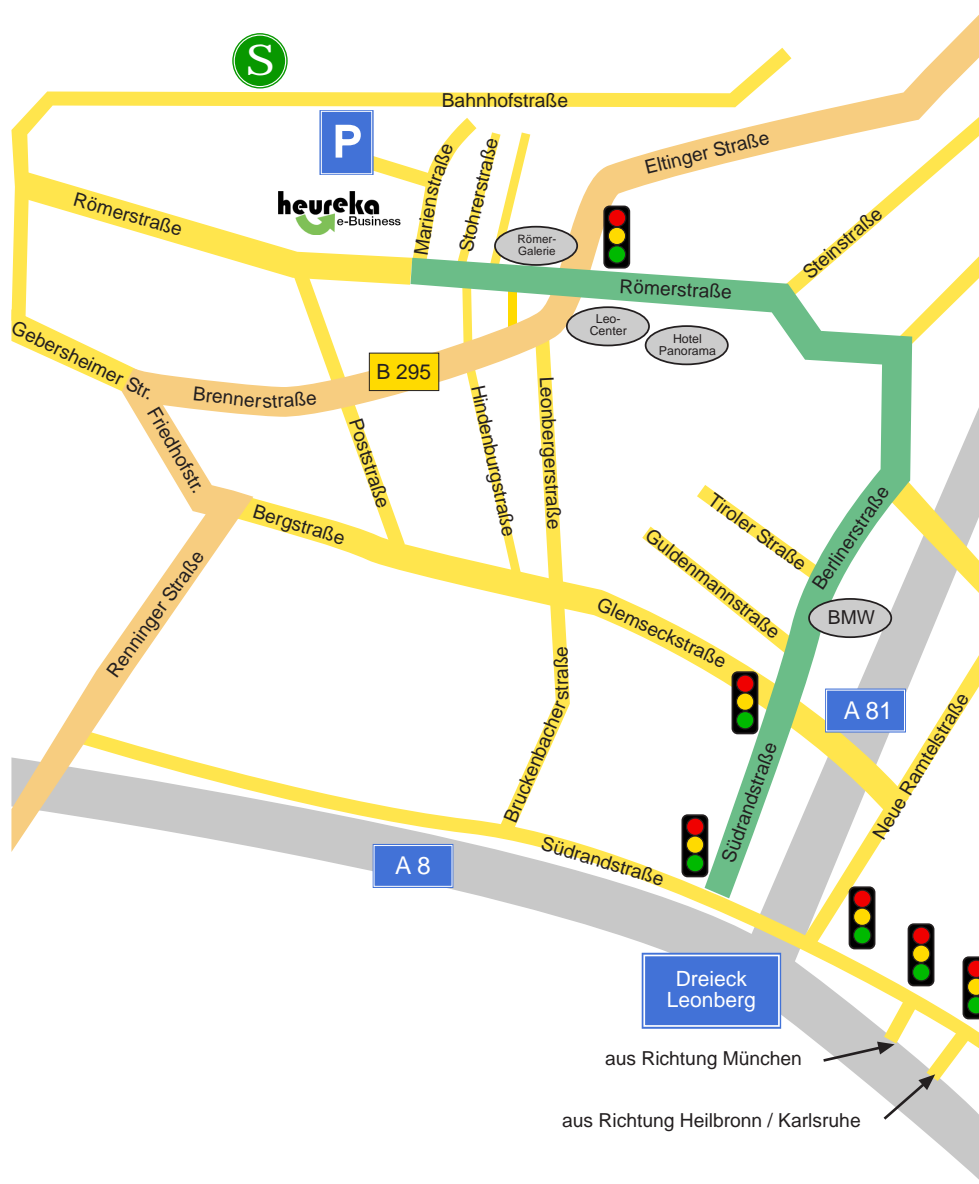 S
Bahnhofstraße
P
Eltinger Straße
Marienstraße
Stohrerstraße
heureka
e-Business
Römerstraße
Steinstraße
Römer-
Galerie
Römerstraße
Leo-
Center
Hotel
Panorama
Gebersheimer Str.
B 295
Brennerstraße
Friedhofstr.
Poststraße
Hindenburgstraße
Leonbergerstraße
Bergstraße
Tiroler Straße
Berlinerstraße
Guldenmannstraße
Renninger Straße
Glemseckstraße
BMW
A 81
Bruckenbacherstraße
Neue Ramtelstraße
Südrandstraße
A 8
Südrandstraße
Dreieck
Leonberg
aus Richtung München
aus Richtung Heilbronn / Karlsruhe